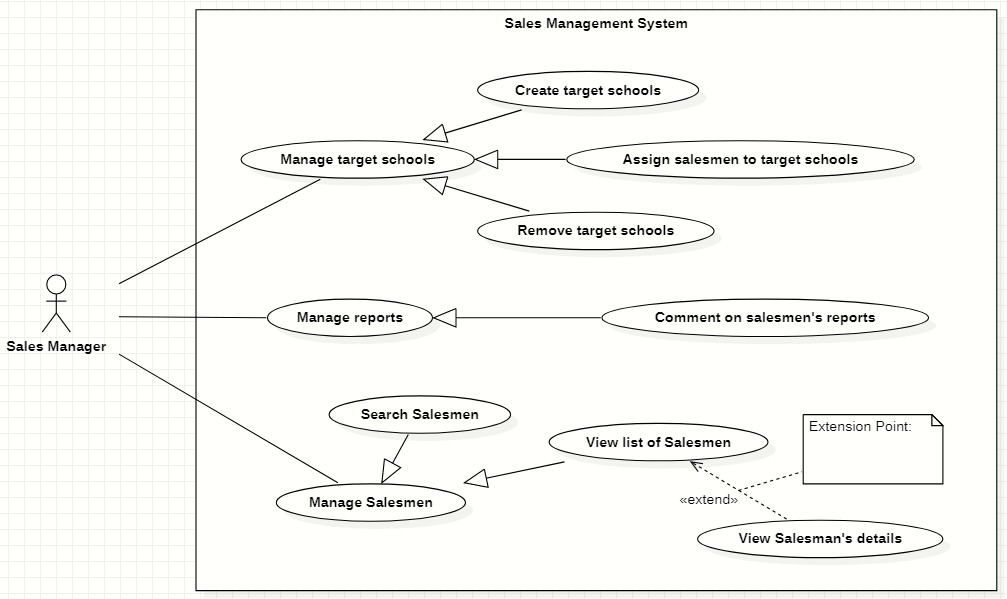 Sales Management System
Create target schools
Manage target schools
Assign salesmen to target schools
Remove target schools
Manage reports
Comment on salesmen's reports
Sales Manager
Search Salesmen
View list of Salesmen
Extension Point:
Manage Salesmen
«extend»
View Salesman's details